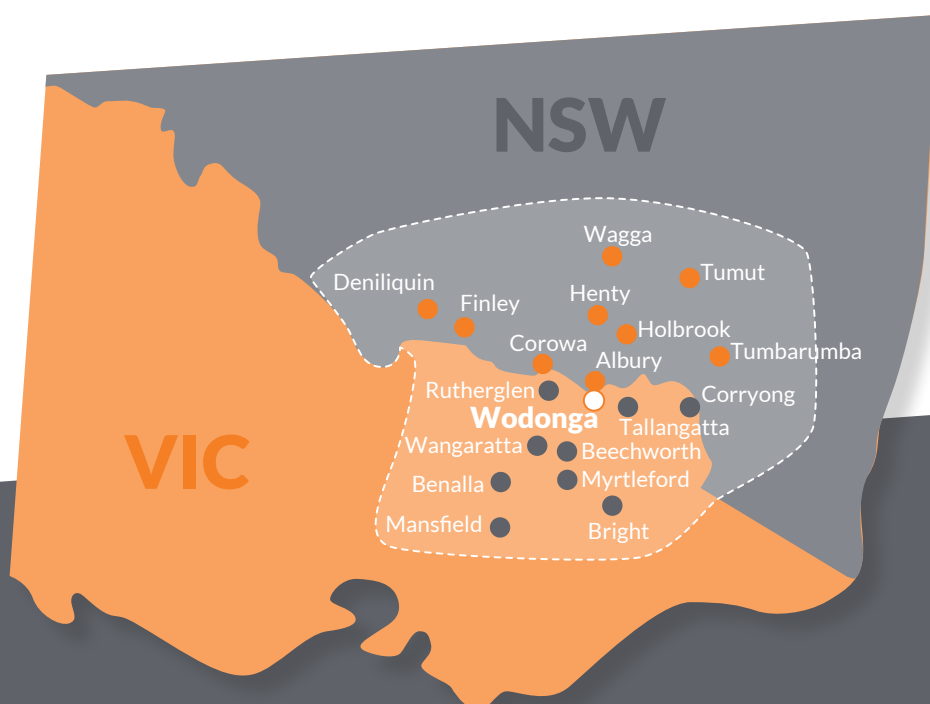 NSW
Wagga
Tumut
Deniliquin
Henty
Finley
Holbrook
Corowa
Tumbarumba
Albury
Rutherglen
Corryong
Wodonga
Tallangatta
Wangaratta
Beechworth
VIC
Myrtleford
Benalla
Mansfield
Bright